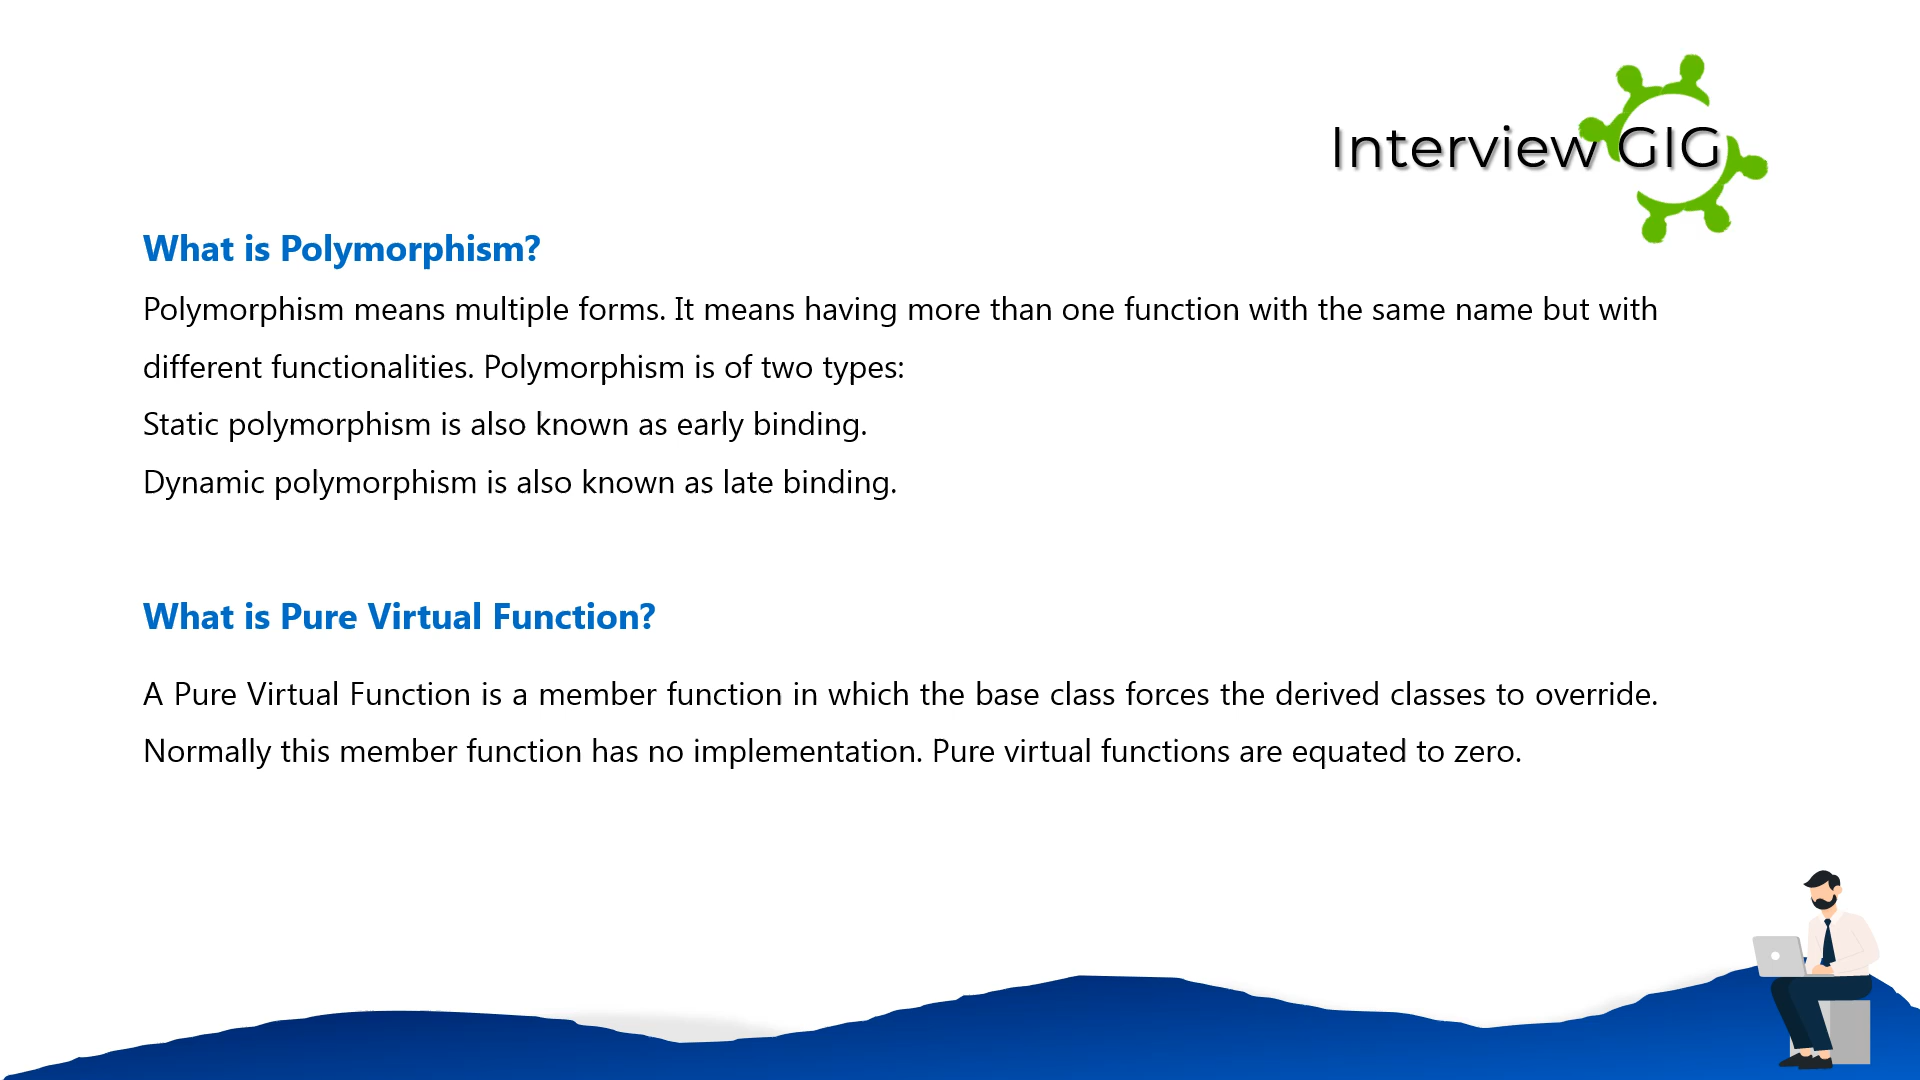 Interview GIG
What is Polymorphism?
Polymorphism means multiple forms. It means having more than one function with the same name but with
different functionalities. Polymorphism is of two types:
Static polymorphism is also known as early binding.
Dynamic polymorphism is also known as late binding.
What is Pure Virtual Function?
A Pure Virtual Function is a member function in which the base class forces the derived classes to override.
Normally this member function has no implementation. Pure virtual functions are equated to zero.